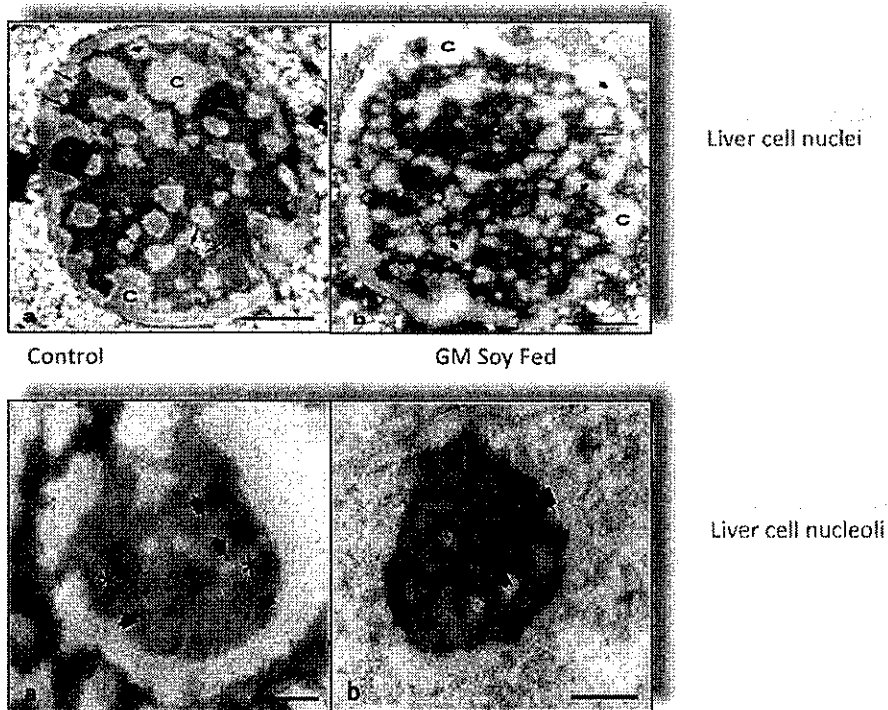 C
C
a
C
C
b
Liver cell nuclei
Control GM Soy Fed
a
b
Liver cell nucleoli